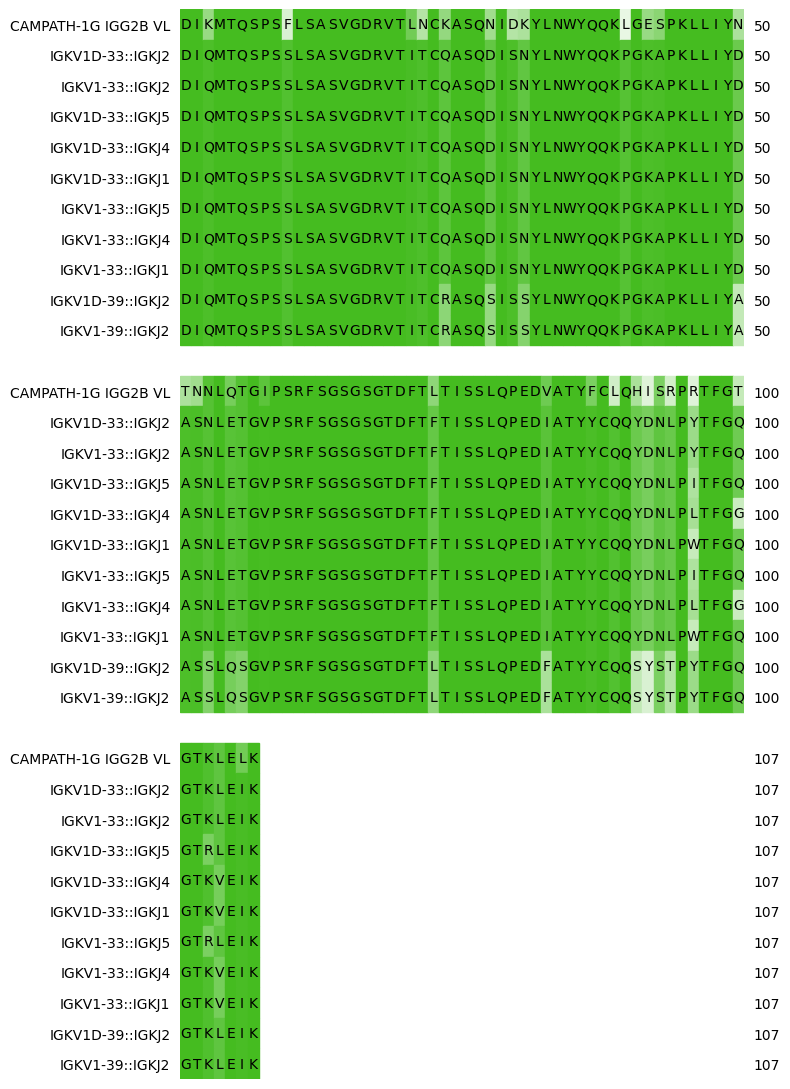 CAMPATH-1G IGG2B VL DIKMTQSPSFLSASVGDRVTLNCKASQNIDKYLNWYQQKLGESPKLLIYN 50
IGKV1D-33::IGKJ2 DIQMTQSPSSLSASVGDRVTITCQASQDISNYLNWYQQKPGKAPKLLIYD 50
IGKV1-33::IGKJ2 DIQMTQSPSSLSASVGDRVTITCQASQDISNYLNWYQQKPGKAPKLLIYD 50
IGKV1D-33::IGKJ5 DIQMTQSPSSLSASVGDRVTITCQASQDISNYLNWYQQKPGKAPKLLIYD 50
IGKV1D-33::IGKJ4 DIQMTQSPSSLSASVGDRVTITCQASQDISNYLNWYQQKPGKAPKLLIYD 50
IGKV1D-33::IGKJ1 DIQMTQSPSSLSASVGDRVTITCQASQDISNYLNWYQQKPGKAPKLLIYD 50
IGKV1-33::IGKJ5 DIQMTQSPSSLSASVGDRVTITCQASQDISNYLNWYQQKPGKAPKLLIYD 50
IGKV1-33::IGKJ4 DIQMTQSPSSLSASVGDRVTITCQASQDISNYLNWYQQKPGKAPKLLIYD 50
IGKV1-33::IGKJ1 DIQMTQSPSSLSASVGDRVTITCQASQDISNYLNWYQQKPGKAPKLLIYD 50
IGKV1D-39::IGKJ2 DIQMTQSPSSLSASVGDRVTITCRASQSISSYLNWYQQKPGKAPKLLIYA 50
IGKV1-39::IGKJ2 DIQMTQSPSSLSASVGDRVTITCRASQSISSYLNWYQQKPGKAPKLLIYA 50
CAMPATH-1G IGG2B VL TNNLQTGIPSRFSGSGSGTDFTLTISSLQPEDVATYFCLQHISRPRTFGT 100
IGKV1D-33::IGKJ2 ASNLETGVPSRFSGSGSGTDFTFTISSLQPEDIATYYCQQYDNLPYTFGQ 100
IGKV1-33::IGKJ2 ASNLETGVPSRFSGSGSGTDFTFTISSLQPEDIATYYCQQYDNLPYTFGQ 100
IGKV1D-33::IGKJ5 ASNLETGVPSRFSGSGSGTDFTFTISSLQPEDIATYYCQQYDNLPITFGQ 100
IGKV1D-33::IGKJ4 ASNLETGVPSRFSGSGSGTDFTFTISSLQPEDIATYYCQQYDNLPLTFGG 100
IGKV1D-33::IGKJ1 ASNLETGVPSRFSGSGSGTDFTFTISSLQPEDIATYYCQQYDNLPWTFGQ 100
IGKV1-33::IGKJ5 ASNLETGVPSRFSGSGSGTDFTFTISSLQPEDIATYYCQQYDNLPITFGQ 100
IGKV1-33::IGKJ4 ASNLETGVPSRFSGSGSGTDFTFTISSLQPEDIATYYCQQYDNLPLTFGG 100
IGKV1-33::IGKJ1 ASNLETGVPSRFSGSGSGTDFTFTISSLQPEDIATYYCQQYDNLPWTFGQ 100
IGKV1D-39::IGKJ2 ASSLQSGVPSRFSGSGSGTDFTLTISSLQPEDFATYYCQQSYSTPYTFGQ 100
IGKV1-39::IGKJ2 ASSLQSGVPSRFSGSGSGTDFTLTISSLQPEDFATYYCQQSYSTPYTFGQ 100
CAMPATH-1G IGG2B VL GTKLELK 107
IGKV1D-33::IGKJ2 GTKLEIK 107
IGKV1-33::IGKJ2 GTKLEIK 107
IGKV1D-33::IGKJ5 GTRLEIK 107
IGKV1D-33::IGKJ4 GTKVEIK 107
IGKV1D-33::IGKJ1 GTKVEIK 107
IGKV1-33::IGKJ5 GTRLEIK 107
IGKV1-33::IGKJ4 GTKVEIK 107
IGKV1-33::IGKJ1 GTKVEIK 107
IGKV1D-39::IGKJ2 GTKLEIK 107
IGKV1-39::IGKJ2 GTKLEIK 107